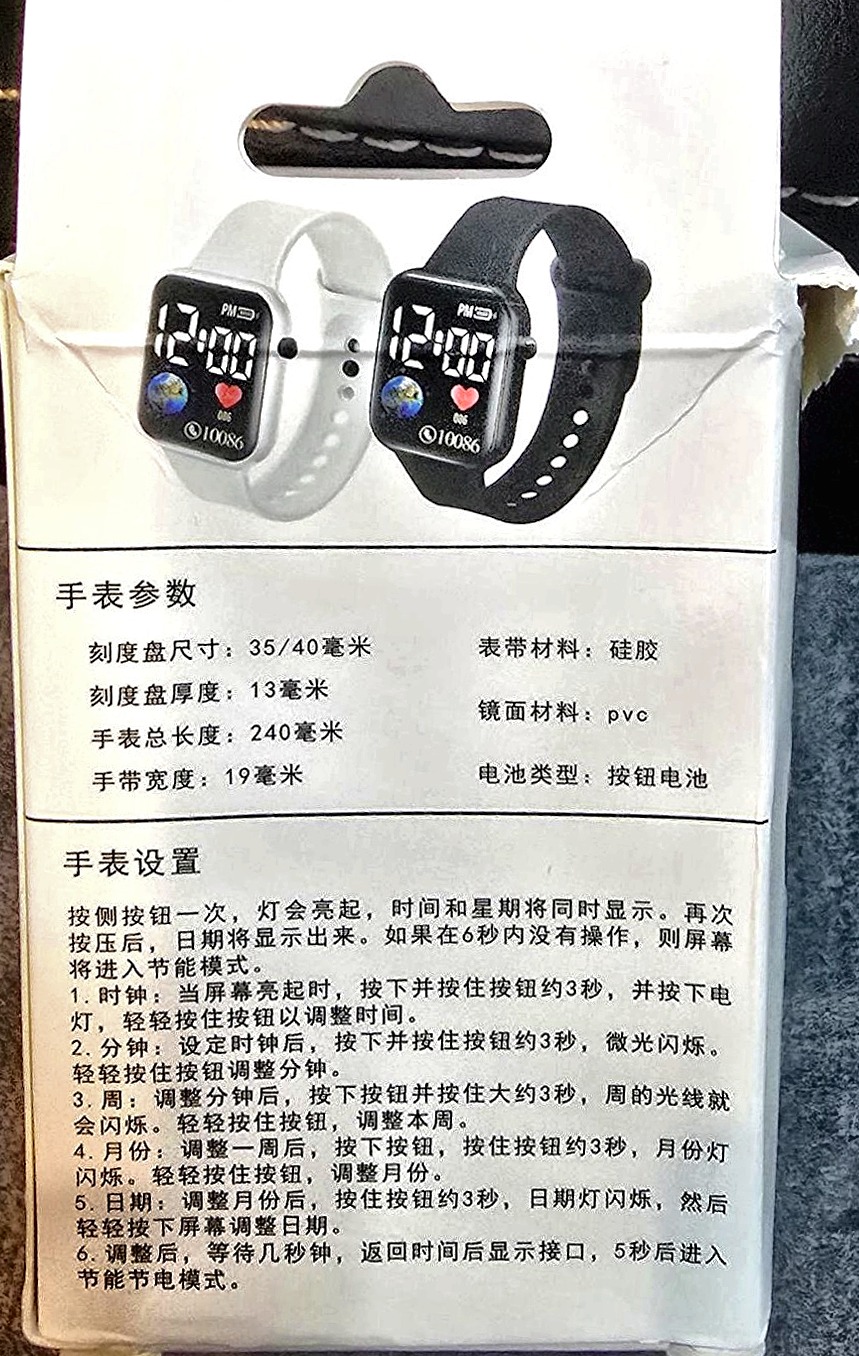 PM
12:00
086
10086
PM
12:00
086
10086
手表参数
刻度盘尺寸：35/40毫米
刻度盘厚度：13毫米
手表总长度：240毫米
手带宽度：19毫米
表带材料：硅胶
镜面材料：pvc
电池类型：按钮电池
手表设置
按侧按钮一次，灯会亮起，时间和星期将同时显示。再次
按压后，日期将显示出来。如果在6秒内没有操作，则屏幕
将进入节能模式。
1.时钟：当屏幕亮起时，按下并按住按钮约3秒，并按下电
灯，轻轻按住按钮以调整时间。
2.分钟：设定时钟后，按下并按住按钮约3秒，微光闪烁。
轻轻按住按钮调整分钟。
3.周：调整分钟后，按下按钮并按住大约3秒，周的光线就
会闪烁。轻轻按住按钮，调整本周。
4.月份：调整一周后，按下按钮，按住按钮约3秒，月份灯
闪烁。轻轻按住按钮，调整月份。
5.日期：调整月份后，按住按钮约3秒，日期灯闪烁，然后
轻轻按下屏幕调整日期。
6.调整后，等待几秒钟，返回时间后显示接口，5秒后进入
节能节电模式。